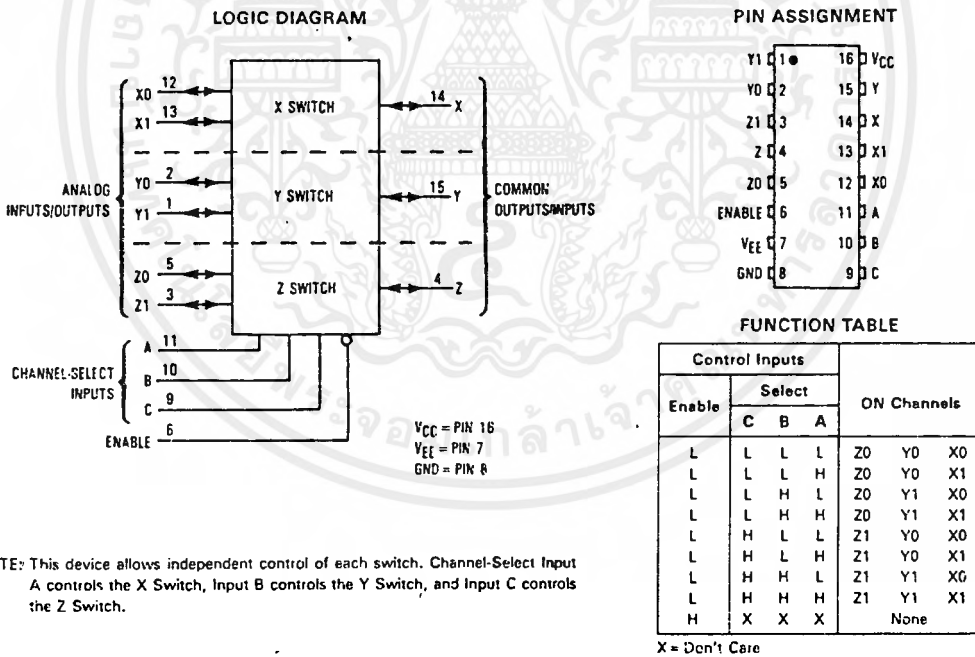 LOGIC DIAGRAM
12
X0
13
X1
X SWITCH
14
X
2
Y0
1
Y1
Y SWITCH
15
Y
5
Z0
3
Z1
Z SWITCH
4
Z
ANALOG
INPUTS/OUTPUTS
COMMON
OUTPUTS/INPUTS
A 11
B 10
C 9
CHANNEL-SELECT
INPUTS
ENABLE 6
VCC = PIN 16
VEE = PIN 7
GND = PIN 8
TE: This device allows independent control of each switch. Channel-Select Input
A controls the X Switch, Input B controls the Y Switch, and Input C controls
the Z Switch.
PIN ASSIGNMENT
Y1 1 16 VCC
Y0 2 15 Y
Z1 3 14 X
Z 4 13 X1
Z0 5 12 X0
ENABLE 6 11 A
VEE 7 10 B
GND 8 9 C
FUNCTION TABLE
Control Inputs
Enable Select ON Channels
C B A
L L L L Z0 Y0 X0
L L L H Z0 Y0 X1
L L H L Z0 Y1 X0
L L H H Z0 Y1 X1
L H L L Z1 Y0 X0
L H L H Z1 Y0 X1
L H H L Z1 Y1 X0
L H H H Z1 Y1 X1
H X X X None
X = Don't Care